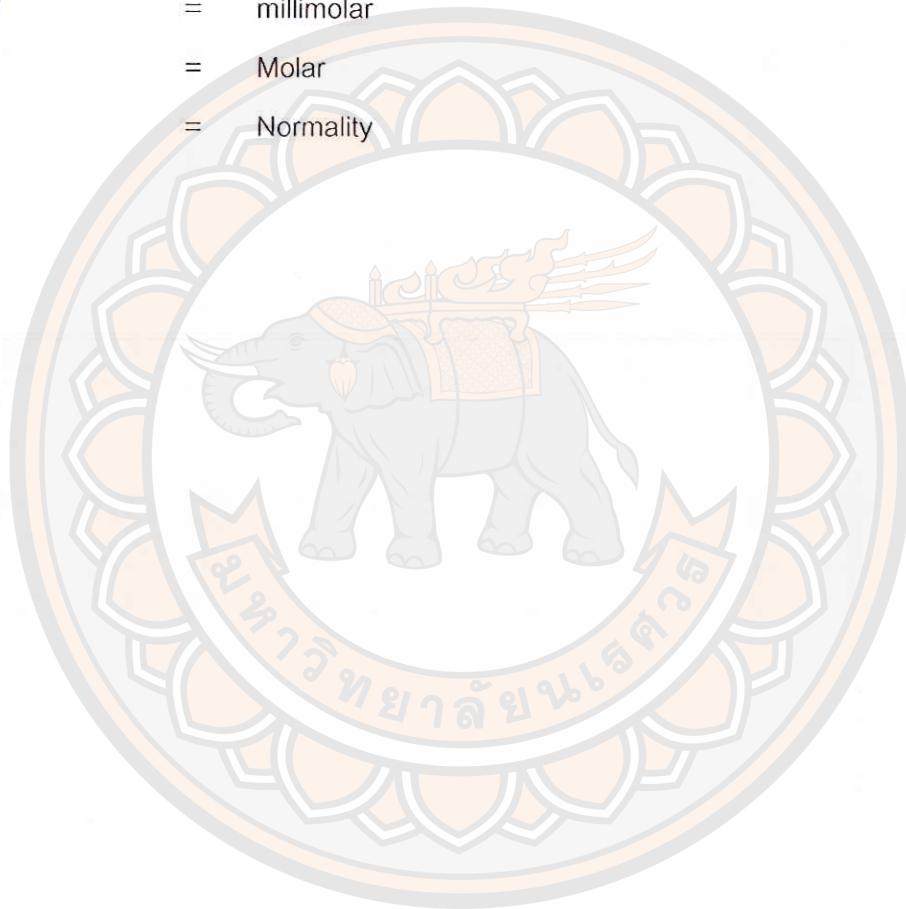 = millimolar
= Molar
= Normality
มหาวิทยาลัยนเรศวร